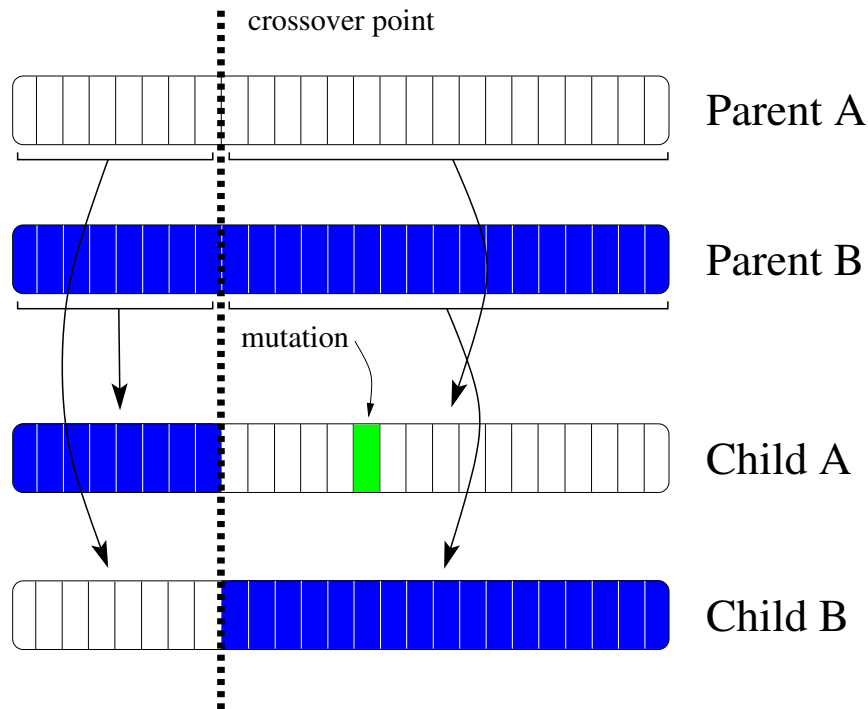 crossover point
Parent A
Parent B
mutation
Child A
Child B